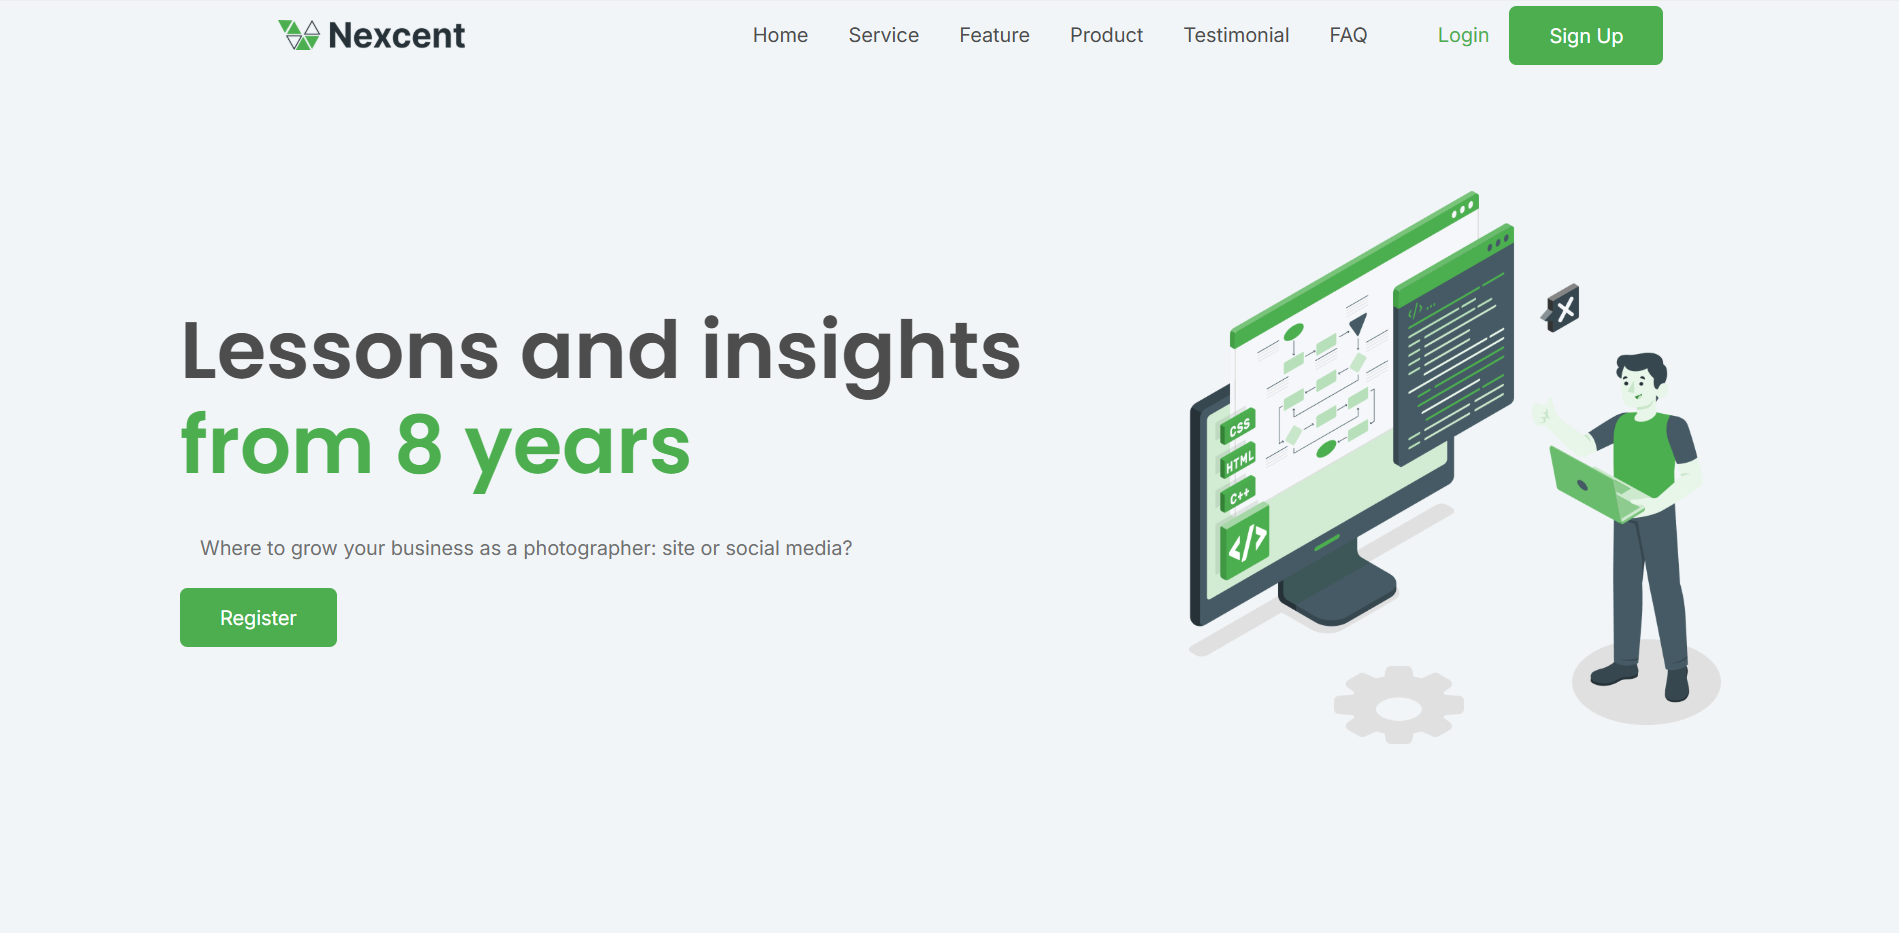 Nexcent
Home Service Feature Product Testimonial FAQ Login Sign Up
Lessons and insights
from 8 years
Where to grow your business as a photographer: site or social media?
Register
</> ...
CSS
HTML
C++
</>